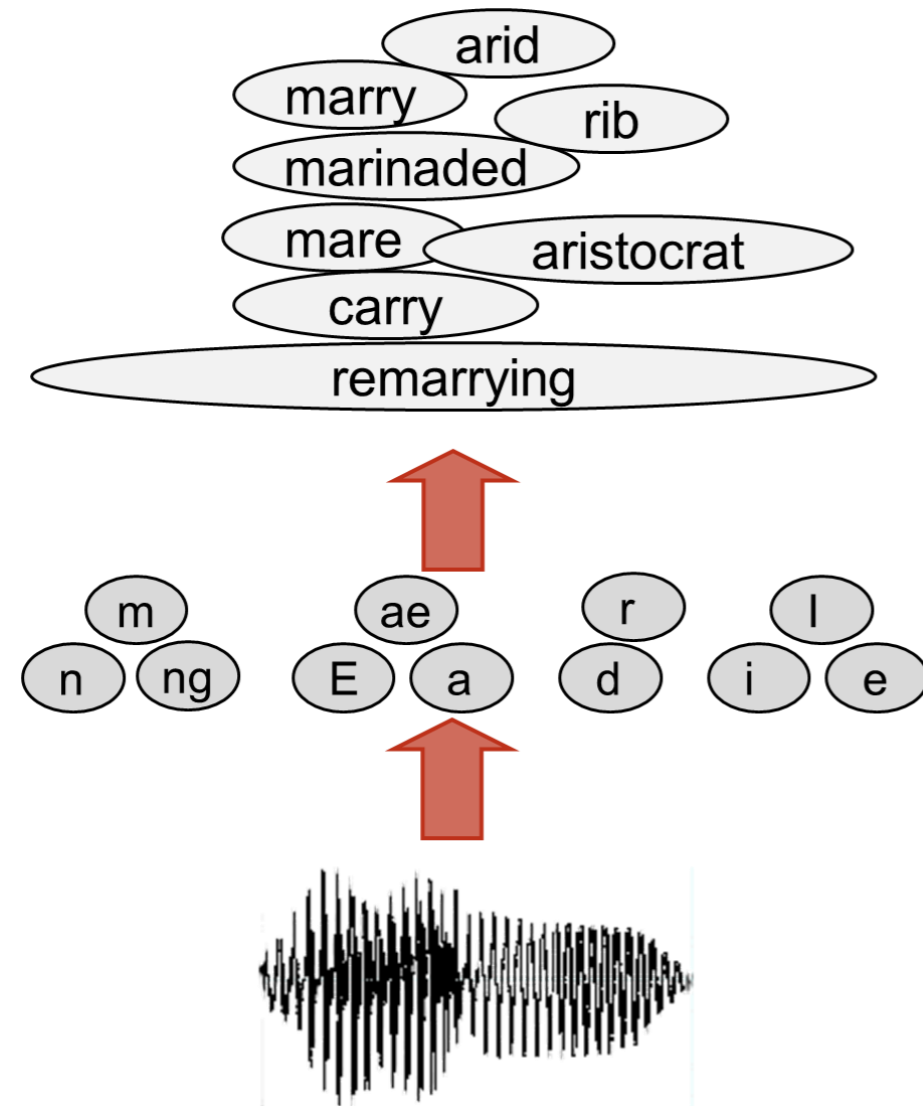 arid
marry
rib
marinaded
mare
aristocrat
carry
remarrying
m
ae
r
I
n
ng
E
a
d
i
e